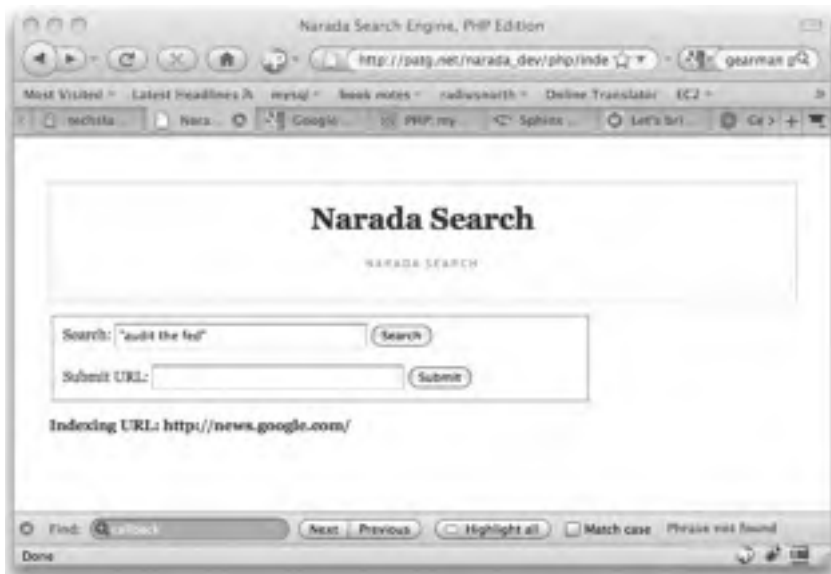 Narada Search Engine, PHP Edition
http://patg.net/narada_dev/php/inde
gearman p
Most Visited Latest Headlines mysql book notes radiusnorth Online Translator EC2
Nara... Google ... PHP: my... Sphinx ... Let's bri...
Narada Search
NARADA SEARCH
Search: "audit the fed" Search
Submit URL: Submit
Indexing URL: http://news.google.com/
Find: Next Previous Highlight all Match case Phrase not found
Done